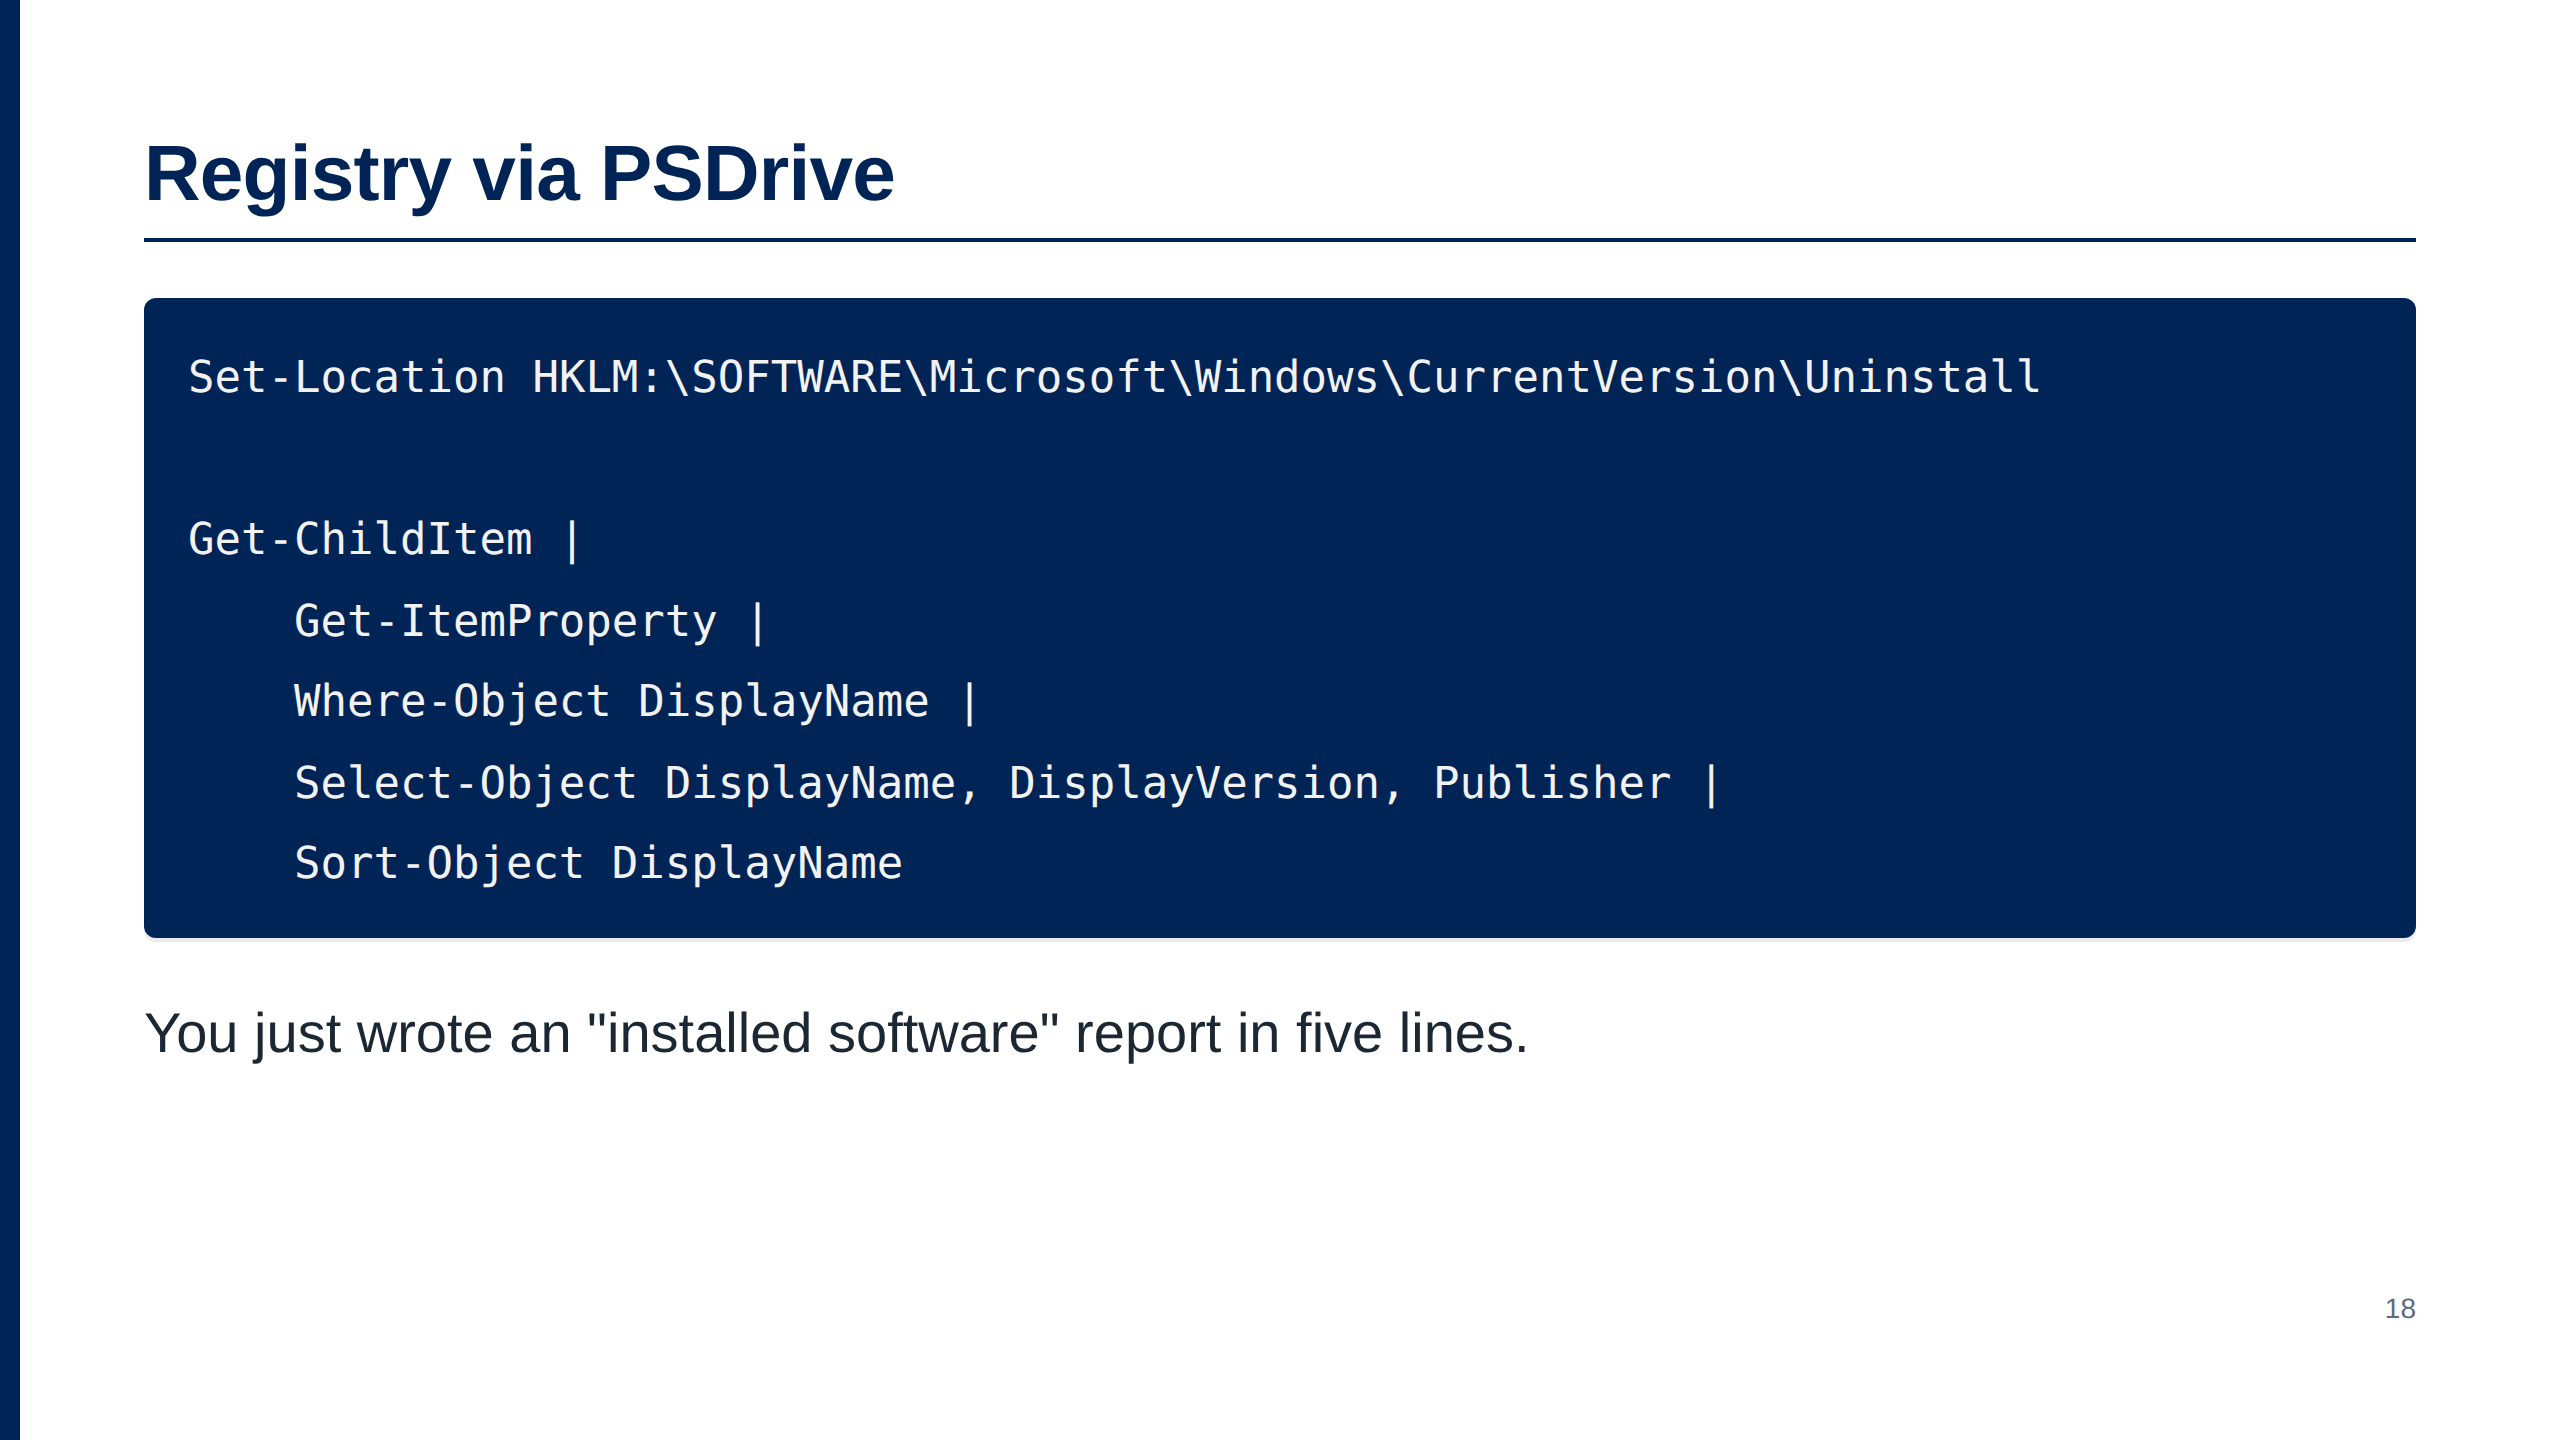 Registry via PSDrive
Set-Location HKLM:\SOFTWARE\Microsoft\Windows\CurrentVersion\Uninstall
Get-ChildItem |
    Get-ItemProperty |
    Where-Object DisplayName |
    Select-Object DisplayName, DisplayVersion, Publisher |
    Sort-Object DisplayName
You just wrote an "installed software" report in five lines.
18